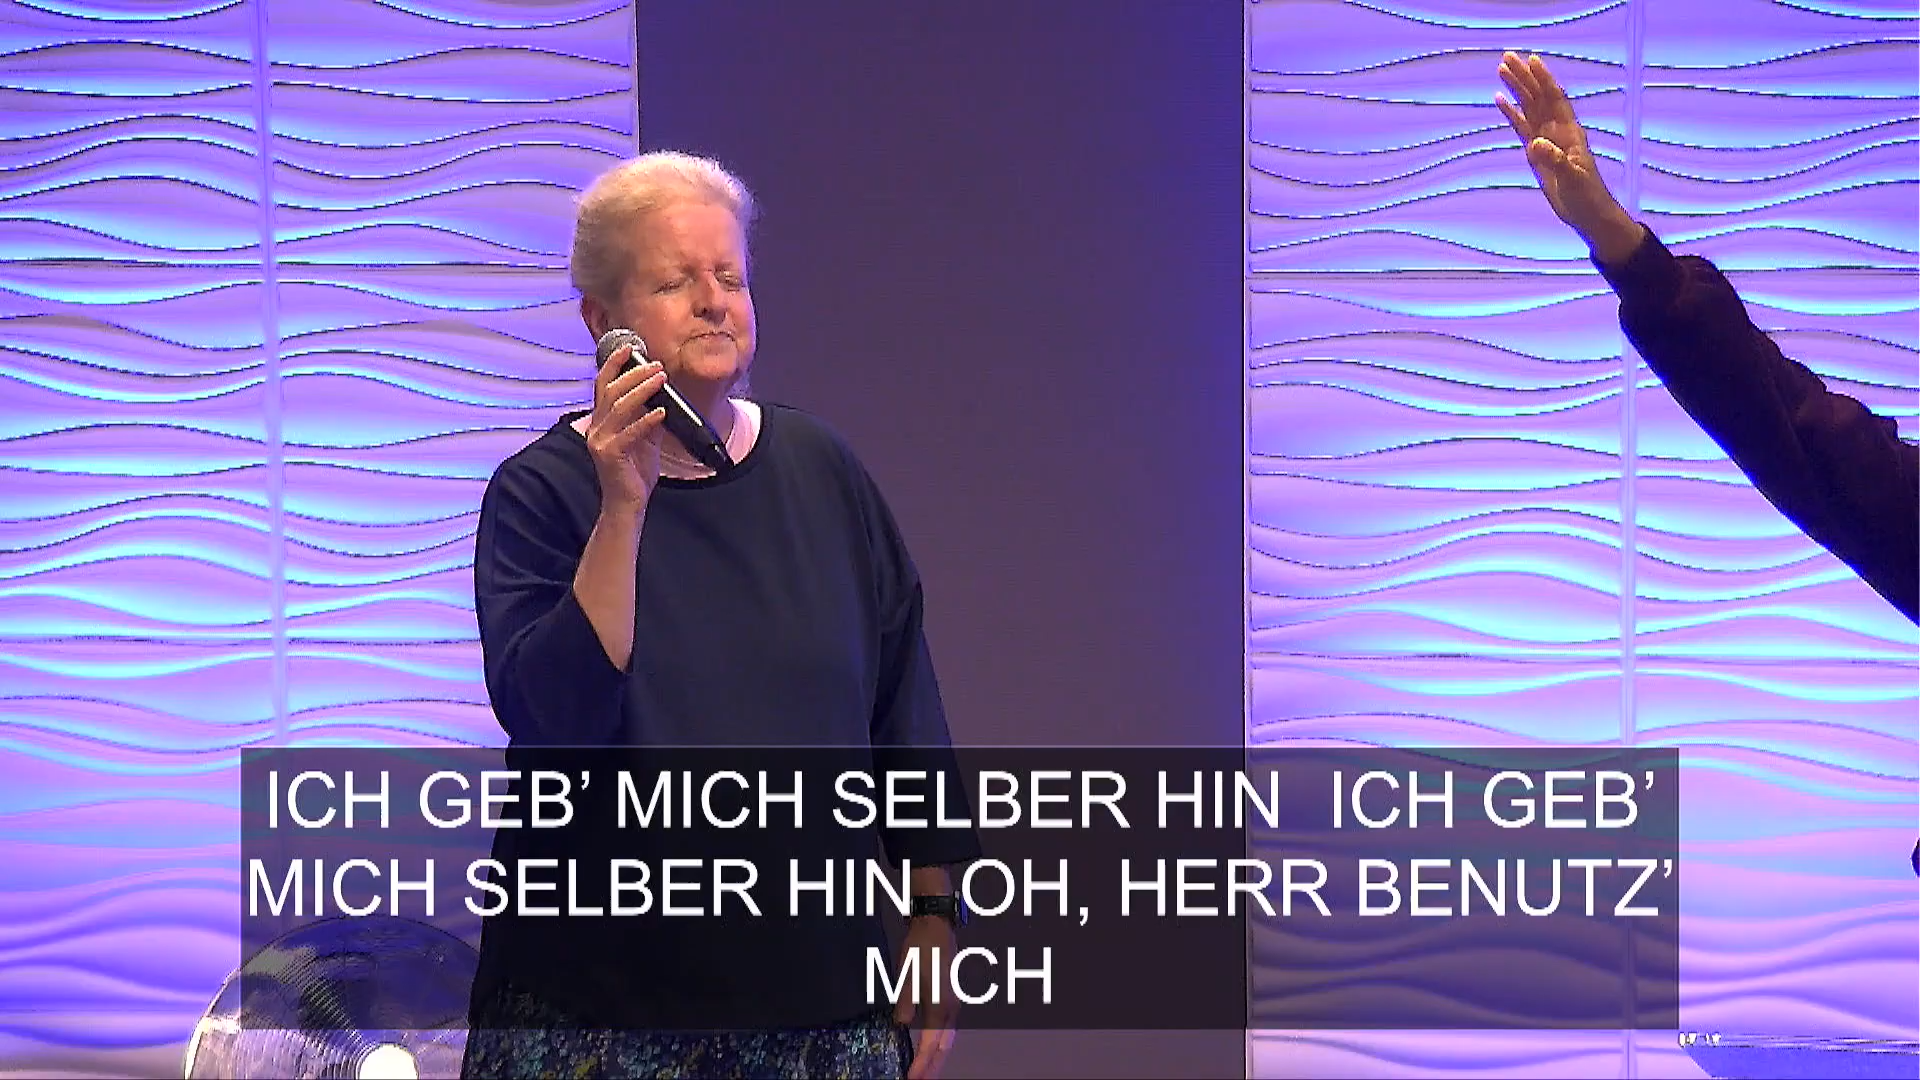 ICH GEB’ MICH SELBER HIN  ICH GEB’
MICH SELBER HIN  OH, HERR BENUTZ’
MICH